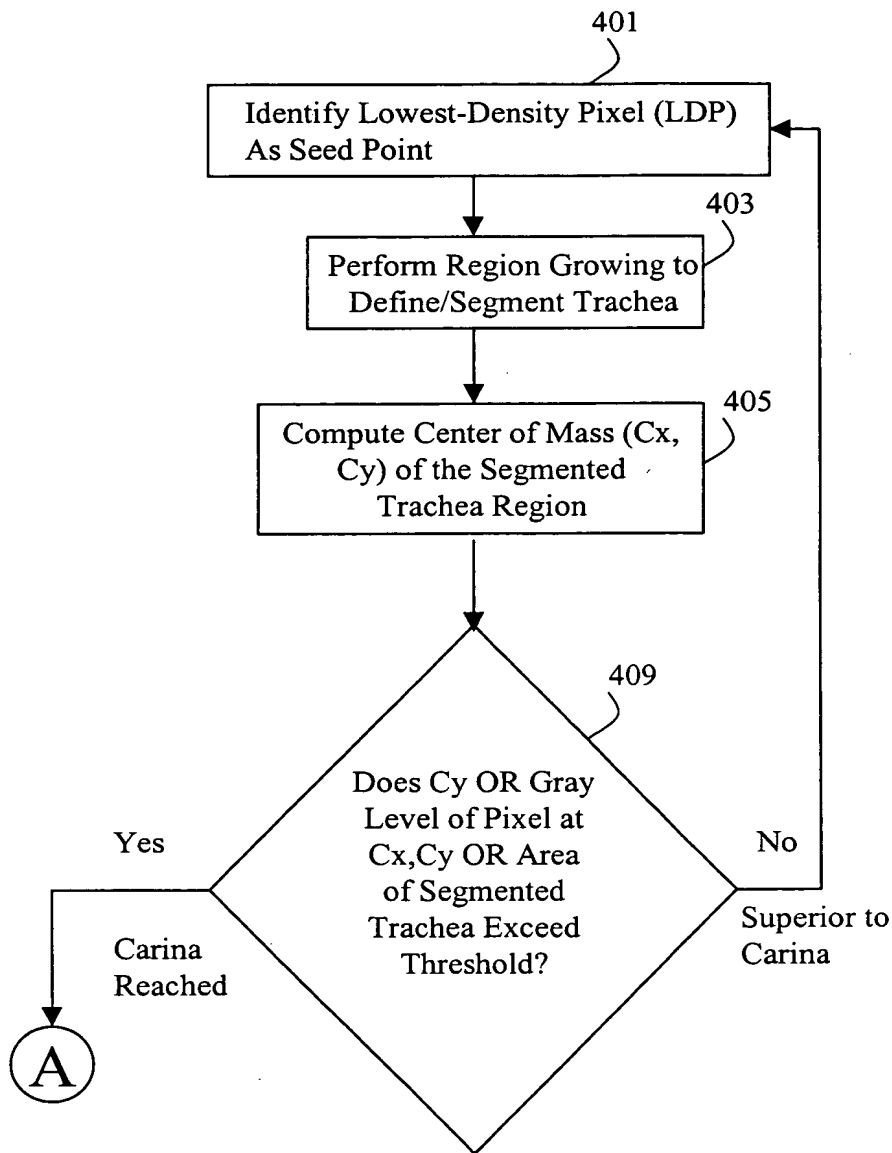 401
Identify Lowest-Density Pixel (LDP)
As Seed Point
403
Perform Region Growing to
Define/Segment Trachea
405
Compute Center of Mass (Cx,
Cy) of the Segmented
Trachea Region
409
Does Cy OR Gray
Level of Pixel at
Cx,Cy OR Area
of Segmented
Trachea Exceed
Threshold?
Yes
Carina
Reached
No
Superior to
Carina
A